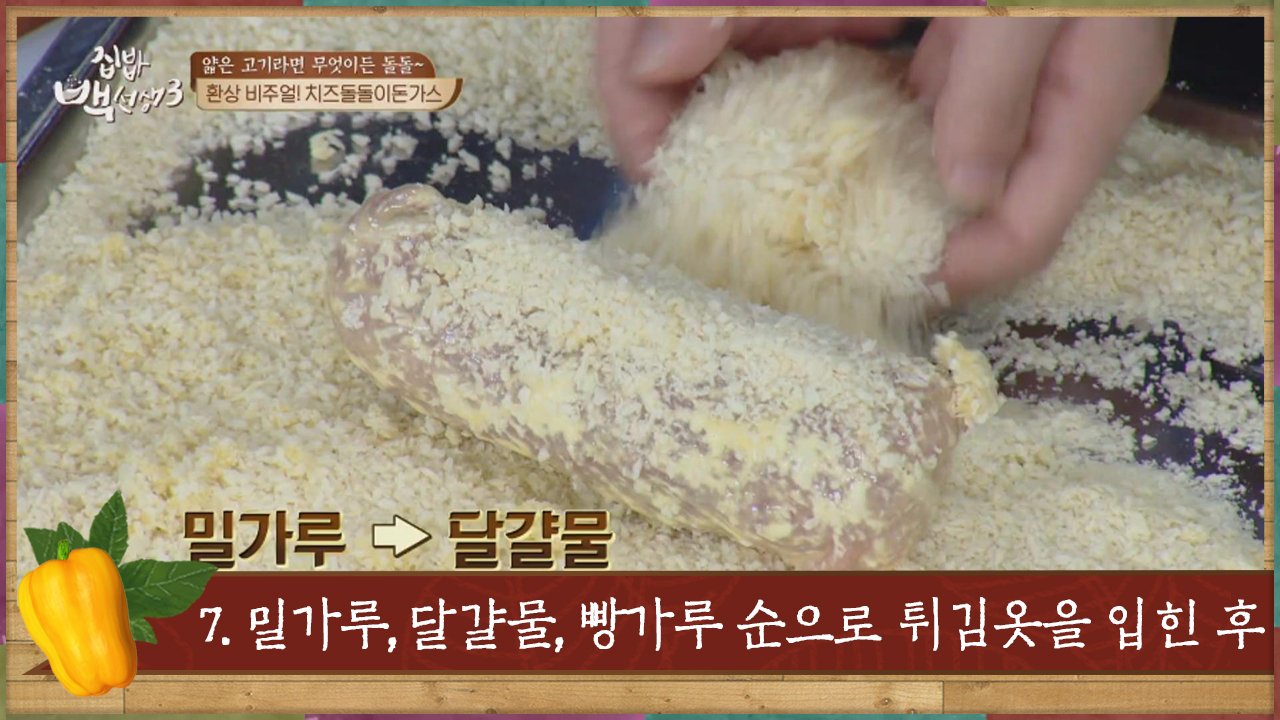 집밥
백선생3
얇은 고기라면 무엇이든 돌돌~
환상 비주얼! 치즈돌돌이돈가스
밀가루 ➡ 달걀물
7. 밀가루, 달걀물, 빵가루 순으로 튀김옷을 입힌 후